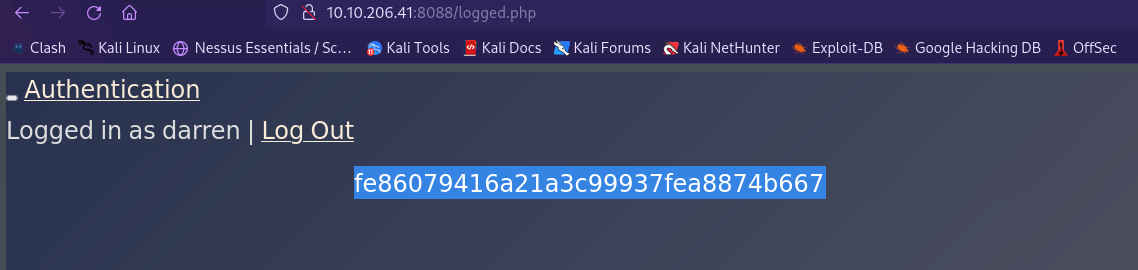 10.10.206.41:8088/logged.php
Clash Kali Linux Nessus Essentials / Sc... Kali Tools Kali Docs Kali Forums Kali NetHunter Exploit-DB Google Hacking DB OffSec
Authentication
Logged in as darren | Log Out
fe86079416a21a3c99937fea8874b667